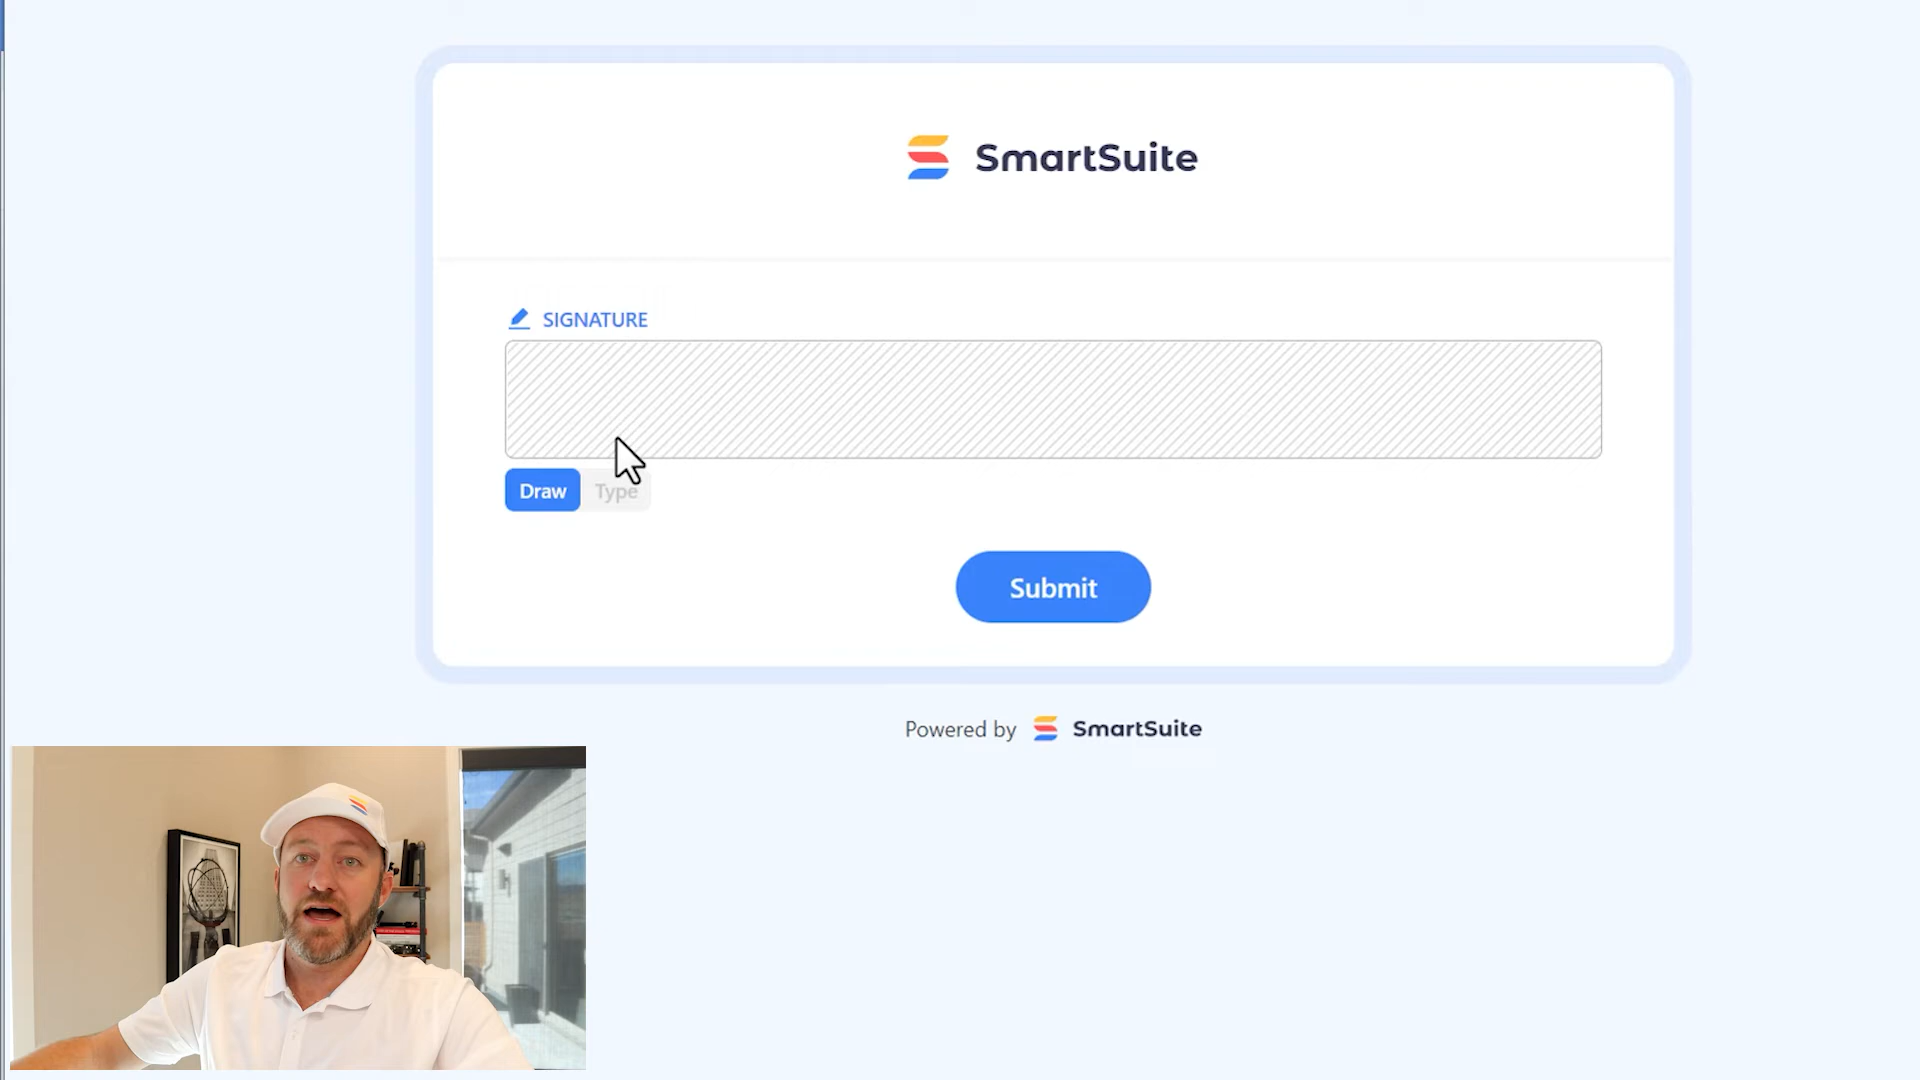 SmartSuite
SIGNATURE
Draw Type
Submit
Powered by SmartSuite